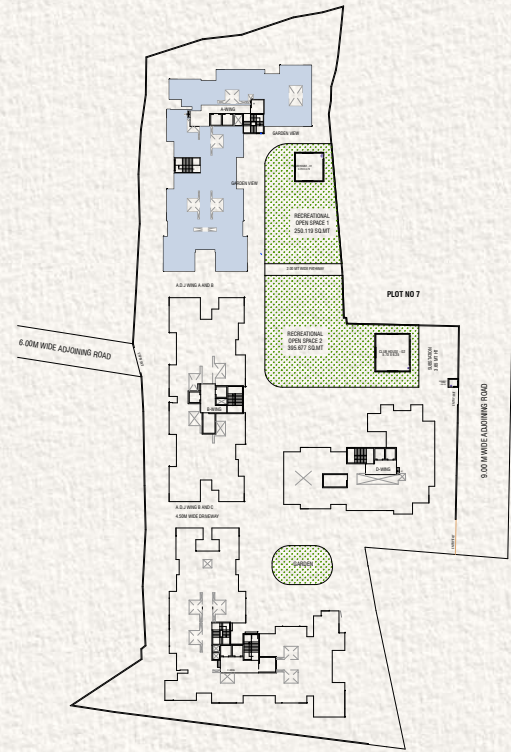 A-WING
GARDEN VIEW
GARDEN VIEW
RECREATIONAL
OPEN SPACE 1
250.119 SQ.MT
A.D.J WING A AND B
PLOT NO 7
RECREATIONAL
OPEN SPACE 2
395.677 SQ.MT
6.00M WIDE ADJOINING ROAD
SUBSTATION
9.00 M WIDE ADJOINING ROAD
B-WING
D-WING
A.D.J WING B AND C
4.50M WIDE DRIVEWAY
GARDEN